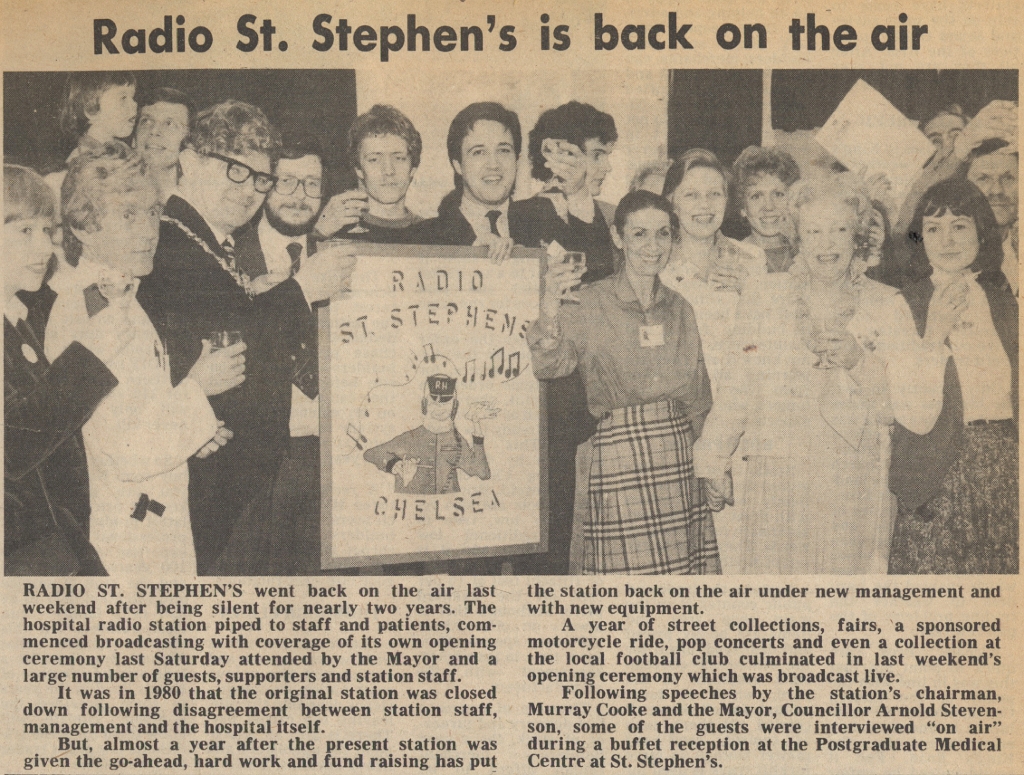 Radio St. Stephen's is back on the air
RADIO
ST. STEPHENS
RH
CHELSEA
RADIO ST. STEPHEN'S went back on the air last
weekend after being silent for nearly two years. The
hospital radio station piped to staff and patients, com-
menced broadcasting with coverage of its own opening
ceremony last Saturday attended by the Mayor and a
large number of guests, supporters and station staff.
It was in 1980 that the original station was closed
down following disagreement between station staff,
management and the hospital itself.
But, almost a year after the present station was
given the go-ahead, hard work and fund raising has put
the station back on the air under new management and
with new equipment.
A year of street collections, fairs, a sponsored
motorcycle ride, pop concerts and even a collection at
the local football club culminated in last weekend's
opening ceremony which was broadcast live.
Following speeches by the station's chairman,
Murray Cooke and the Mayor, Councillor Arnold Steven-
son, some of the guests were interviewed "on air"
during a buffet reception at the Postgraduate Medical
Centre at St. Stephen's.